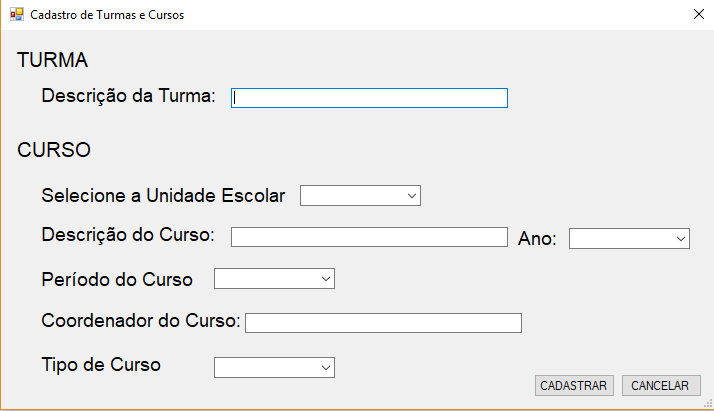 Cadastro de Turmas e Cursos
TURMA
Descrição da Turma:
CURSO
Selecione a Unidade Escolar
Descrição do Curso: Ano:
Período do Curso
Coordenador do Curso:
Tipo de Curso
CADASTRAR CANCELAR